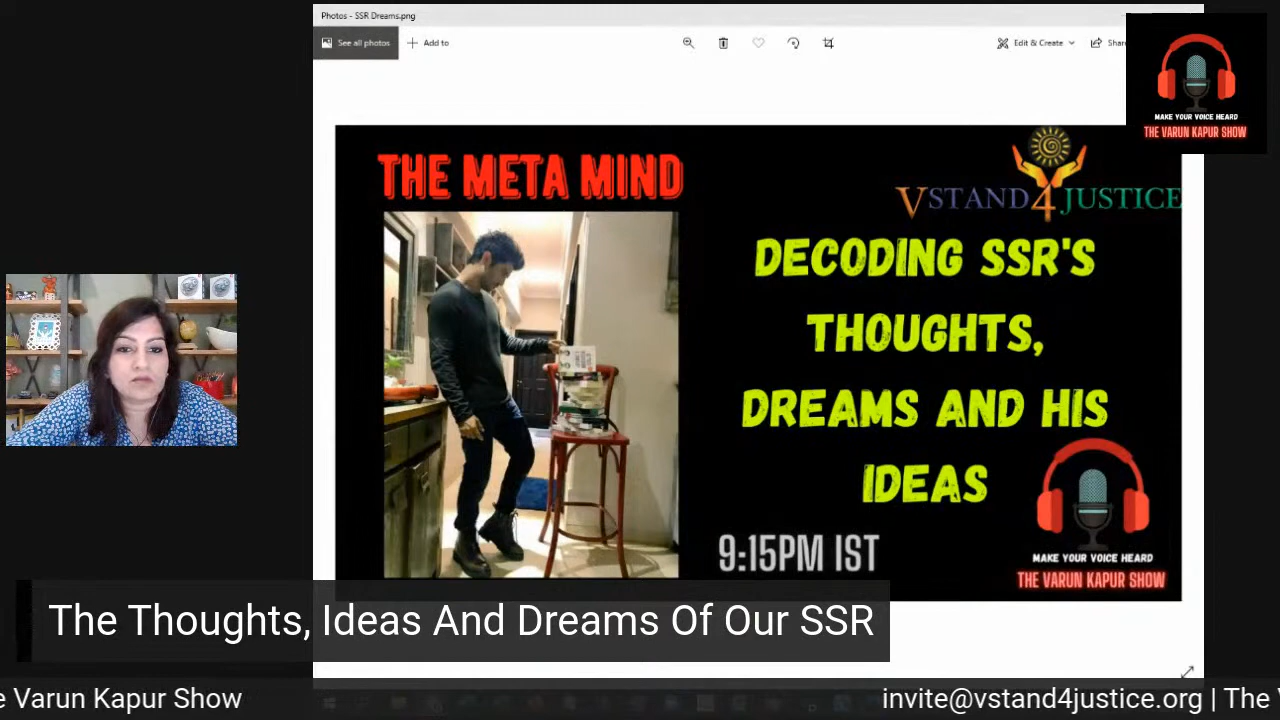 Photos - SSR Dreams.png
See all photos
Add to
Edit & Create
Shar
MAKE YOUR VOICE HEARD
THE VARUN KAPUR SHOW
THE META MIND
VSTAND4JUSTICE
DECODING SSR'S
THOUGHTS,
DREAMS AND HIS
IDEAS
9:15PM IST
MAKE YOUR VOICE HEARD
THE VARUN KAPUR SHOW
The Thoughts, Ideas And Dreams Of Our SSR
e Varun Kapur Show
invite@vstand4justice.org | The V